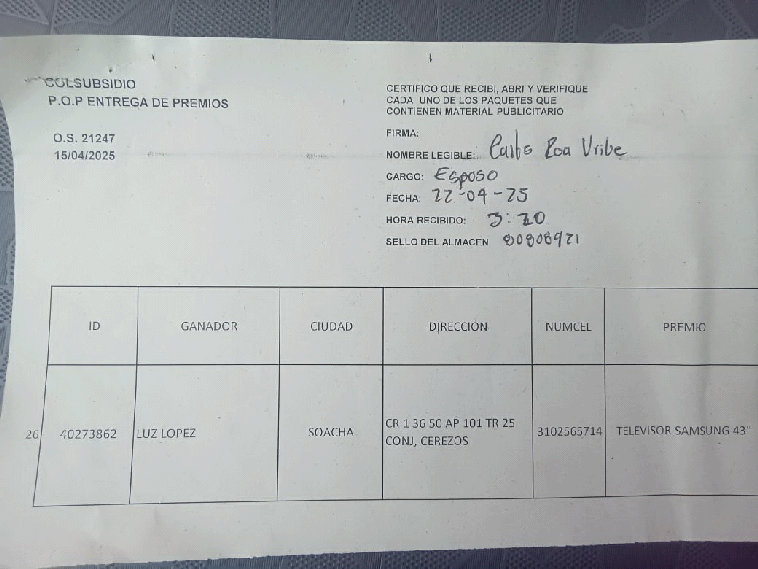 COLSUBSIDIO
P.O.P ENTREGA DE PREMIOS
O.S. 21247
15/04/2025
CERTIFICO QUE RECIBI, ABRI Y VERIFIQUE
CADA UNO DE LOS PAQUETES QUE
CONTIENEN MATERIAL PUBLICITARIO
FIRMA:
NOMBRE LEGIBLE: Carlos Roa Uribe
CARGO: Esposo
FECHA: 22-04-25
HORA RECIBIDO: 3:20
SELLO DEL ALMACEN 80808921
ID GANADOR CIUDAD DIRECCION NUMCEL PREMIO
26 40273862 LUZ LOPEZ SOACHA CR 1 36 50 AP 101 TR 25 3102565714 TELEVISOR SAMSUNG 43"
CONJ, CEREZOS